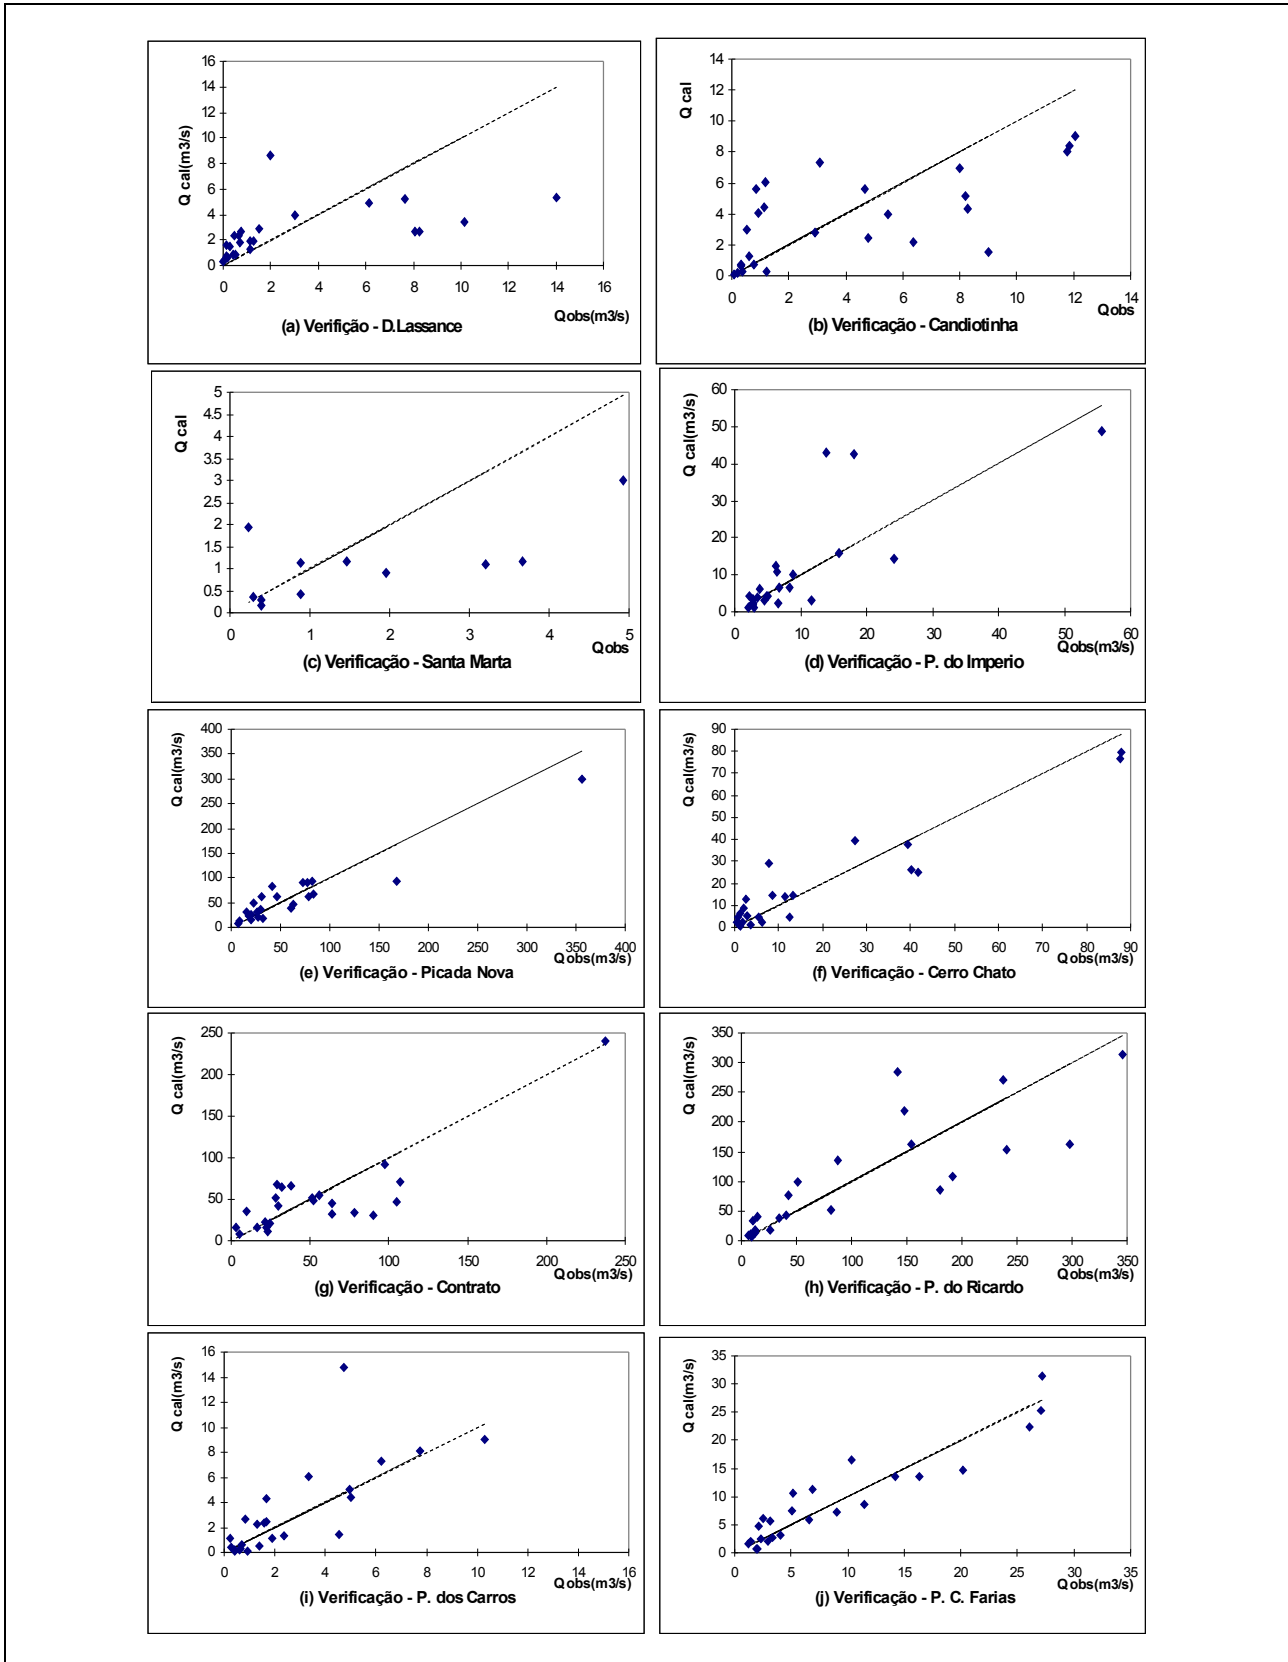 16
14
12
10
8
6
4
2
0
Q cal(m3/s)
0 2 4 6 8 10 12 14 16
Qobs(m3/s)
(a) Verifição - D.Lassance
14
12
10
8
6
4
2
0
Q cal
0 2 4 6 8 10 12 14
Qobs
(b) Verificação - Candiotinha
5
4.5
4
3.5
3
2.5
2
1.5
1
0.5
0
Q cal
0 1 2 3 4 5
Qobs
(c) Verificação - Santa Marta
60
50
40
30
20
10
0
Q cal(m3/s)
0 10 20 30 40 50 60
Qobs(m3/s)
(d) Verificação - P. do Imperio
400
350
300
250
200
150
100
50
0
Q cal(m3/s)
0 50 100 150 200 250 300 350 400
Qobs(m3/s)
(e) Verificação - Picada Nova
90
80
70
60
50
40
30
20
10
0
Q cal(m3/s)
0 10 20 30 40 50 60 70 80 90
Qobs(m3/s)
(f) Verificação - Cerro Chato
250
200
150
100
50
0
Q cal(m3/s)
0 50 100 150 200 250
Qobs(m3/s)
(g) Verificação - Contrato
350
300
250
200
150
100
50
0
Q cal(m3/s)
0 50 100 150 200 250 300 350
Qobs(m3/s)
(h) Verificação - P. do Ricardo
16
14
12
10
8
6
4
2
0
Q cal(m3/s)
0 2 4 6 8 10 12 14 16
Qobs(m3/s)
(i) Verificação - P. dos Carros
35
30
25
20
15
10
5
0
Q cal(m3/s)
0 5 10 15 20 25 30 35
Qobs(m3/s)
(j) Verificação - P. C. Farias